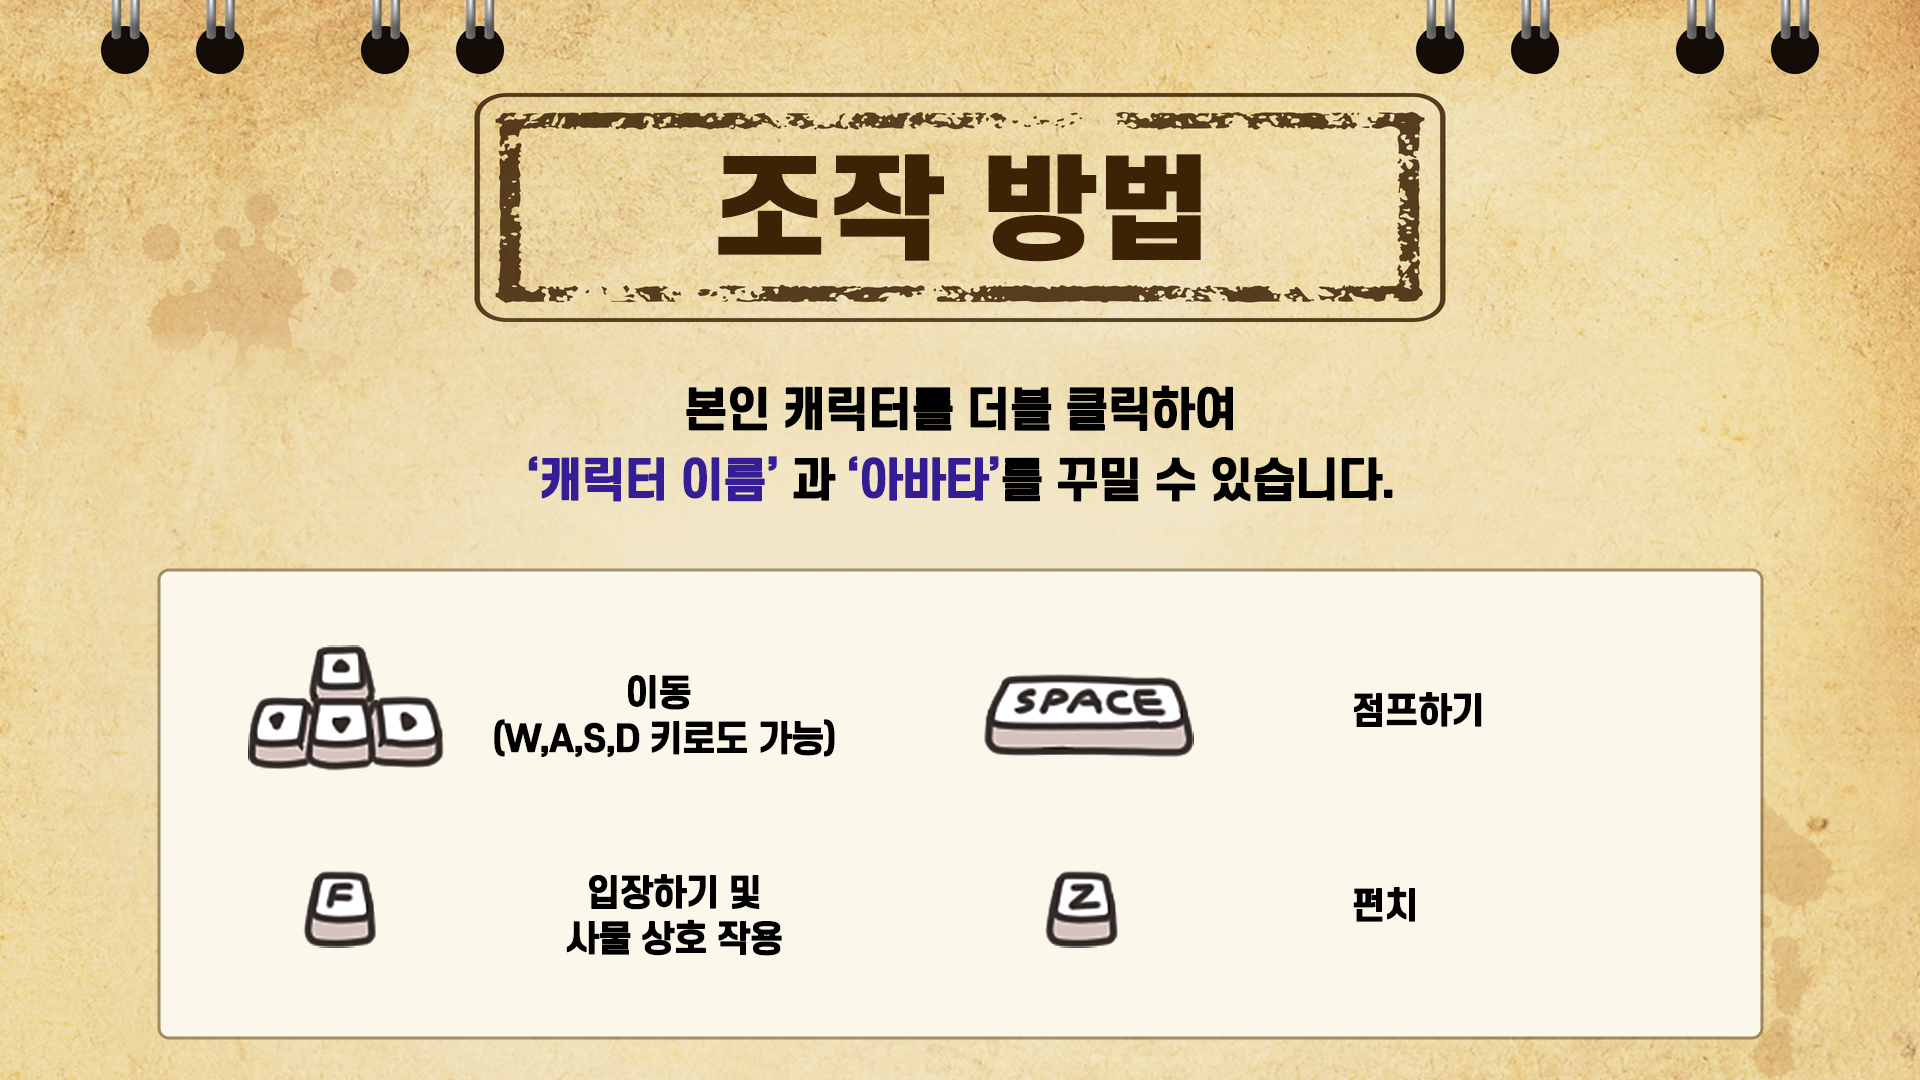 조작 방법
본인 캐릭터를 더블 클릭하여
‘캐릭터 이름’ 과 ‘아바타’를 꾸밀 수 있습니다.
이동
(W,A,S,D 키로도 가능)
SPACE
점프하기
F
입장하기 및
사물 상호 작용
Z
펀치